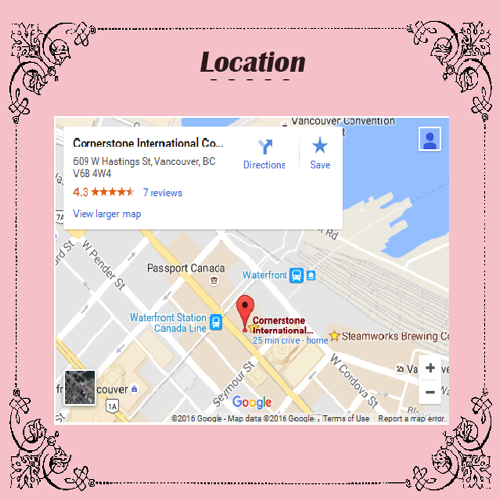 Location
Vancouver Convention
Cornerstone International Co...
609 W Hastings St, Vancouver, BC
V6B 4W4
4.3 7 reviews
View larger map
Directions
Save
Rd
W Pender St
Passport Canada
Waterfront
Waterfront Station
Canada Line
Cornerstone
International...
25 min drive - home
Steamworks Brewing Co
W Cordova St
Seymour St
couver
1A
1A
Google
+
−
©2016 Google - Map data ©2016 Google Terms of Use Report a map error